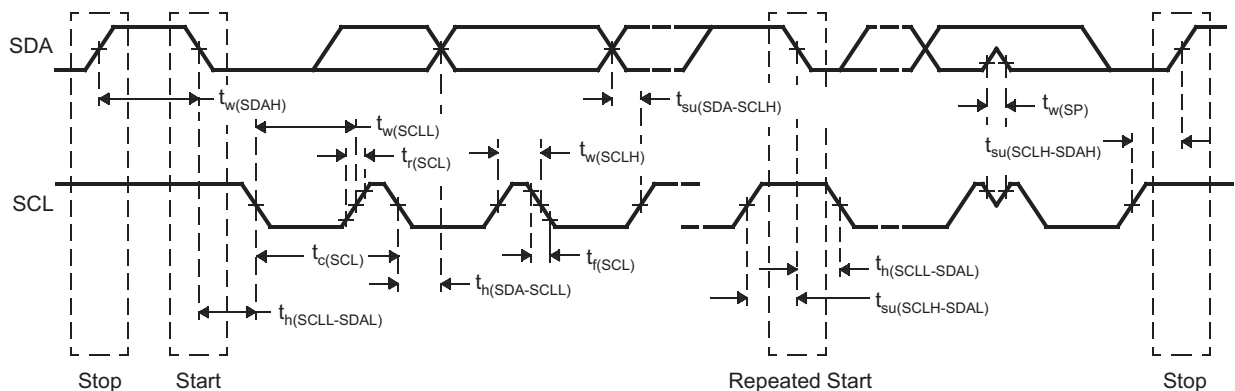 SDA
t_w(SDAH)
t_su(SDA-SCLH)
t_w(SP)
t_w(SCLL)
t_r(SCL)
t_w(SCLH)
t_su(SCLH-SDAH)
SCL
t_c(SCL)
t_f(SCL)
t_h(SDA-SCLL)
t_h(SCLL-SDAL)
t_h(SCLL-SDAL)
t_su(SCLH-SDAL)
Stop
Start
Repeated Start
Stop